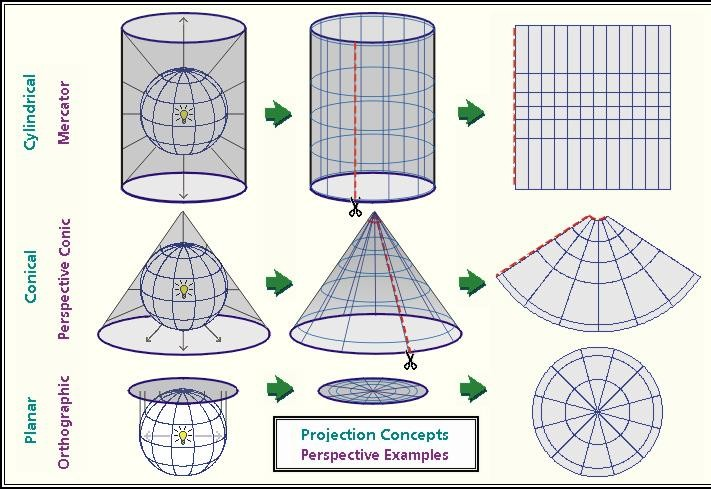 Cylindrical
Mercator
Conical
Perspective Conic
Planar
Orthographic
Projection Concepts
Perspective Examples